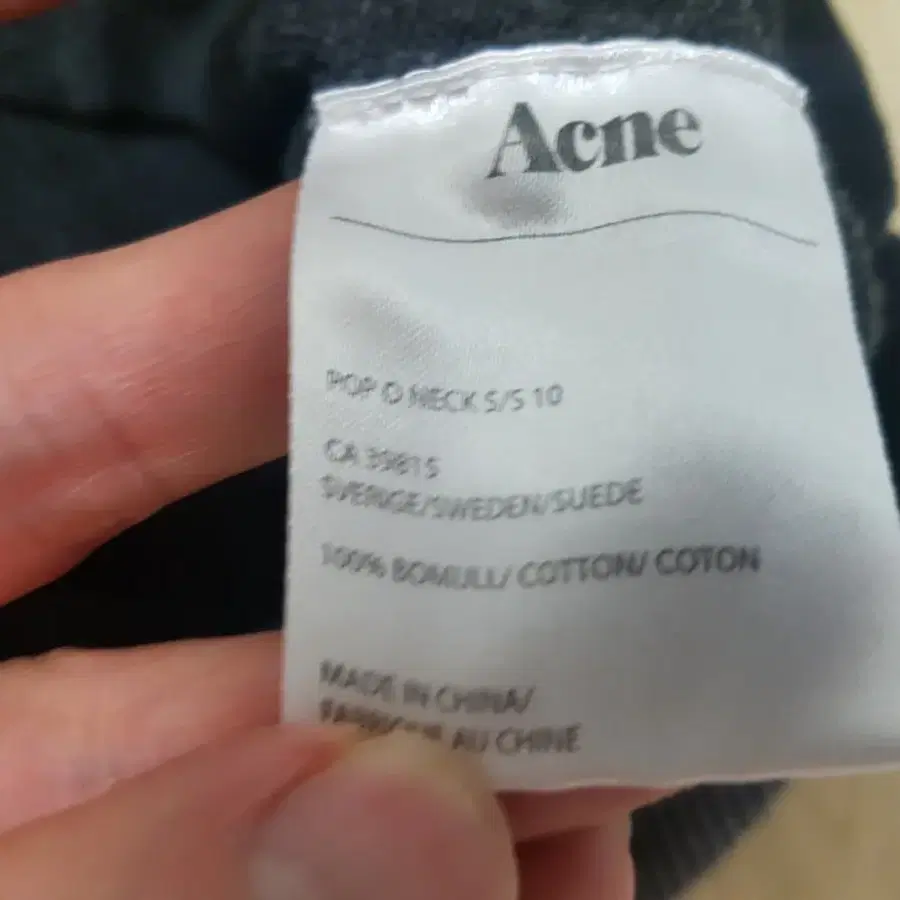 Acne
POP O NECK S/S 10
CA 39815
SVERIGE/SWEDEN/SUEDE
100% BOMULL/ COTTON/ COTON
MADE IN CHINA/
FABRIQUE AU CHINE